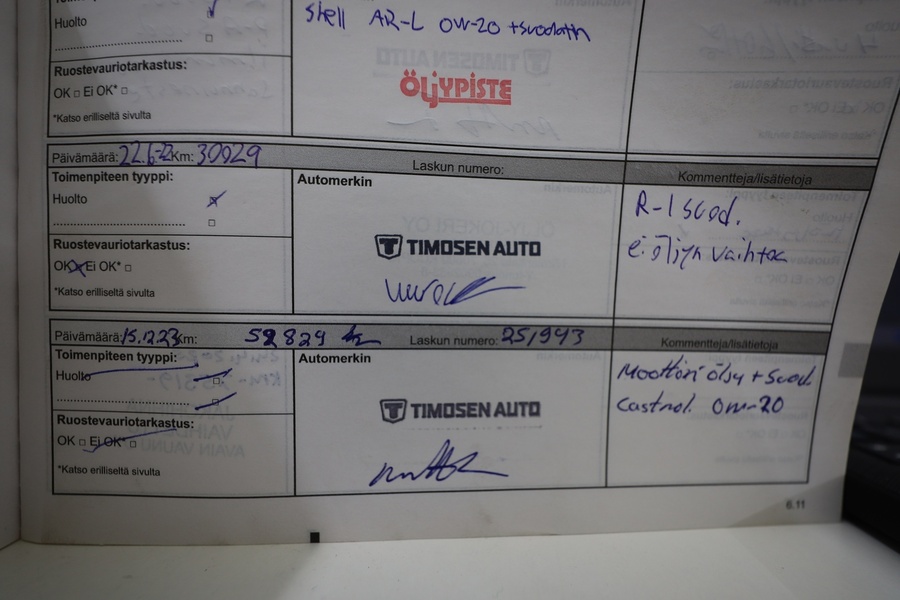 Huolto
Shell AR-L 0W-20 + suodatin
TIMOSEN AUTO
Ruostevauriotarkastus:
OK Ei OK*
*Katso erilliseltä sivulta
ÖLJYPISTE
Päivämäärä: 22.6-22 Km: 30029
Laskun numero:
Kommentteja/lisätietoja
Toimenpiteen tyyppi:
Huolto
Ruostevauriotarkastus:
OK Ei OK*
*Katso erilliseltä sivulta
Automerkin
TIMOSEN AUTO
R-I suod.
ei öljyn vaihtoa
Päivämäärä: 15.12.23 Km: 52829
Laskun numero: 251943
Kommentteja/lisätietoja
Toimenpiteen tyyppi:
Huolto
Ruostevauriotarkastus:
OK Ei OK*
*Katso erilliseltä sivulta
Automerkin
TIMOSEN AUTO
Moottori öljy + suod.
Castrol. 0w-20
6.11